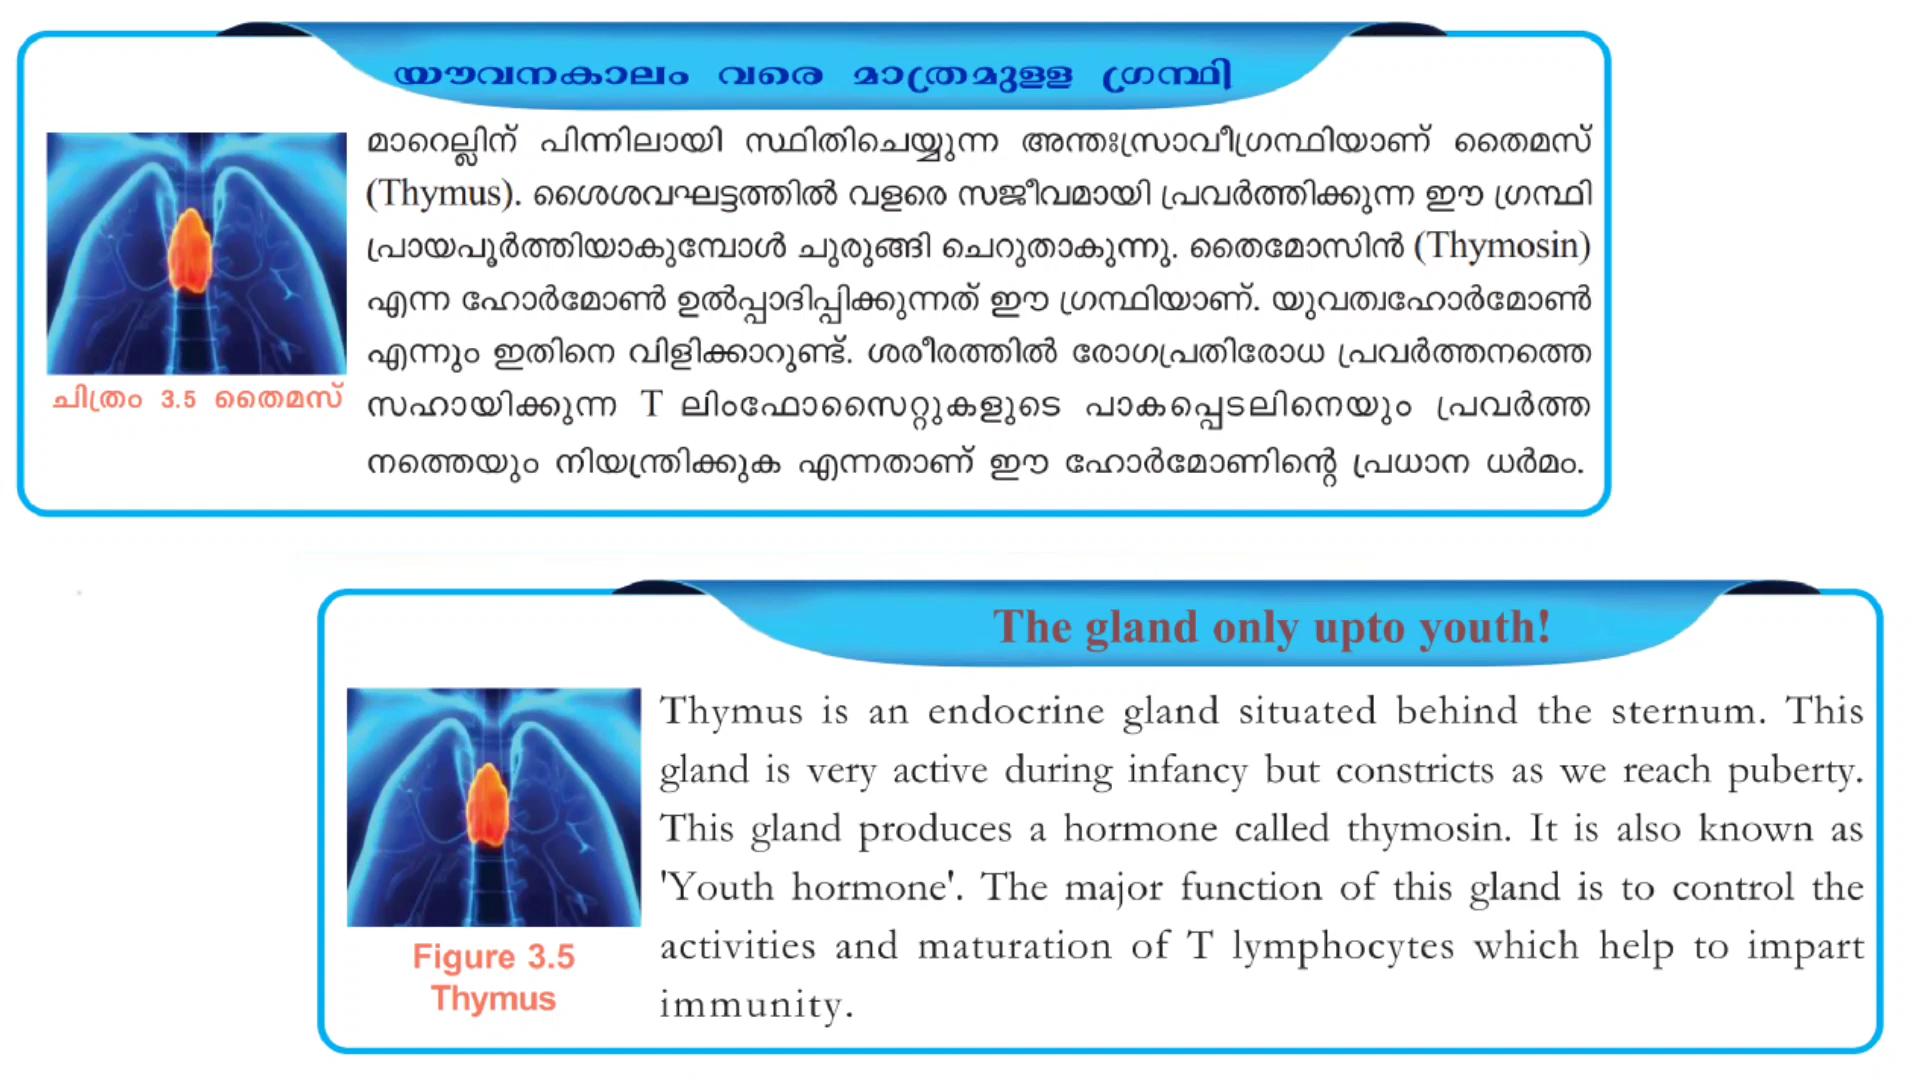 യൗവനകാലം വരെ മാത്രമുള്ള ഗ്രന്ഥി
മാറെല്ലിന് പിന്നിലായി സ്ഥിതിചെയ്യുന്ന അന്തഃസ്രാവീഗ്രന്ഥിയാണ് തൈമസ്
(Thymus). ശൈശവഘട്ടത്തിൽ വളരെ സജീവമായി പ്രവർത്തിക്കുന്ന ഈ ഗ്രന്ഥി
പ്രായപൂർത്തിയാകുമ്പോൾ ചുരുങ്ങി ചെറുതാകുന്നു. തൈമോസിൻ (Thymosin)
എന്ന ഹോർമോൺ ഉൽപ്പാദിപ്പിക്കുന്നത് ഈ ഗ്രന്ഥിയാണ്. യുവത്വഹോർമോൺ
എന്നും ഇതിനെ വിളിക്കാറുണ്ട്. ശരീരത്തിൽ രോഗപ്രതിരോധ പ്രവർത്തനത്തെ
സഹായിക്കുന്ന T ലിംഫോസൈറ്റുകളുടെ പാകപ്പെടലിനെയും പ്രവർത്ത
നത്തെയും നിയന്ത്രിക്കുക എന്നതാണ് ഈ ഹോർമോണിന്റെ പ്രധാന ധർമം.
ചിത്രം 3.5 തൈമസ്
The gland only upto youth!
Thymus is an endocrine gland situated behind the sternum. This
gland is very active during infancy but constricts as we reach puberty.
This gland produces a hormone called thymosin. It is also known as
'Youth hormone'. The major function of this gland is to control the
activities and maturation of T lymphocytes which help to impart
immunity.
Figure 3.5
Thymus